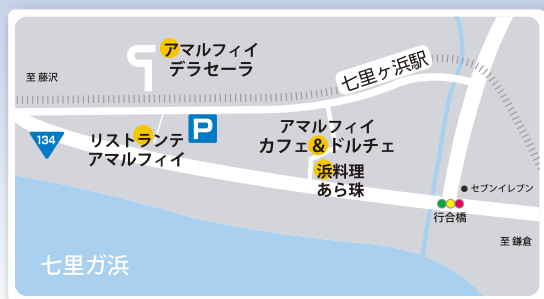 アマルフィイ
デラセーラ
至 藤沢
七里ヶ浜駅
134
リストランテ
アマルフィイ
P
アマルフィイ
カフェ & ドルチェ
浜料理
あら珠
セブンイレブン
行合橋
至 鎌倉
七里ガ浜